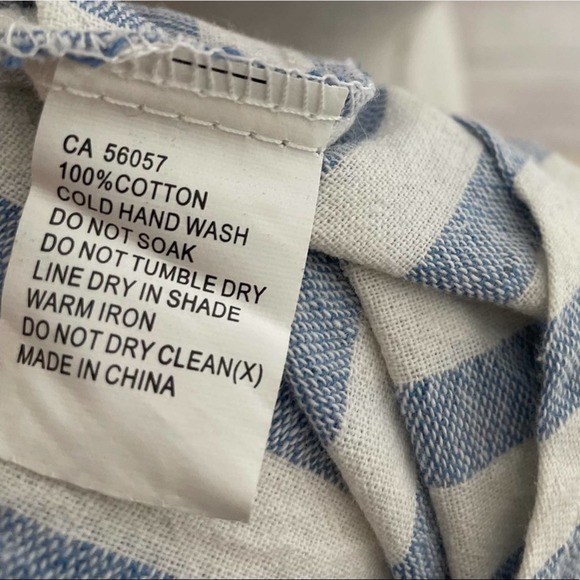 CA 56057
100%COTTON
COLD HAND WASH
DO NOT SOAK
DO NOT TUMBLE DRY
LINE DRY IN SHADE
WARM IRON
DO NOT DRY CLEAN(X)
MADE IN CHINA